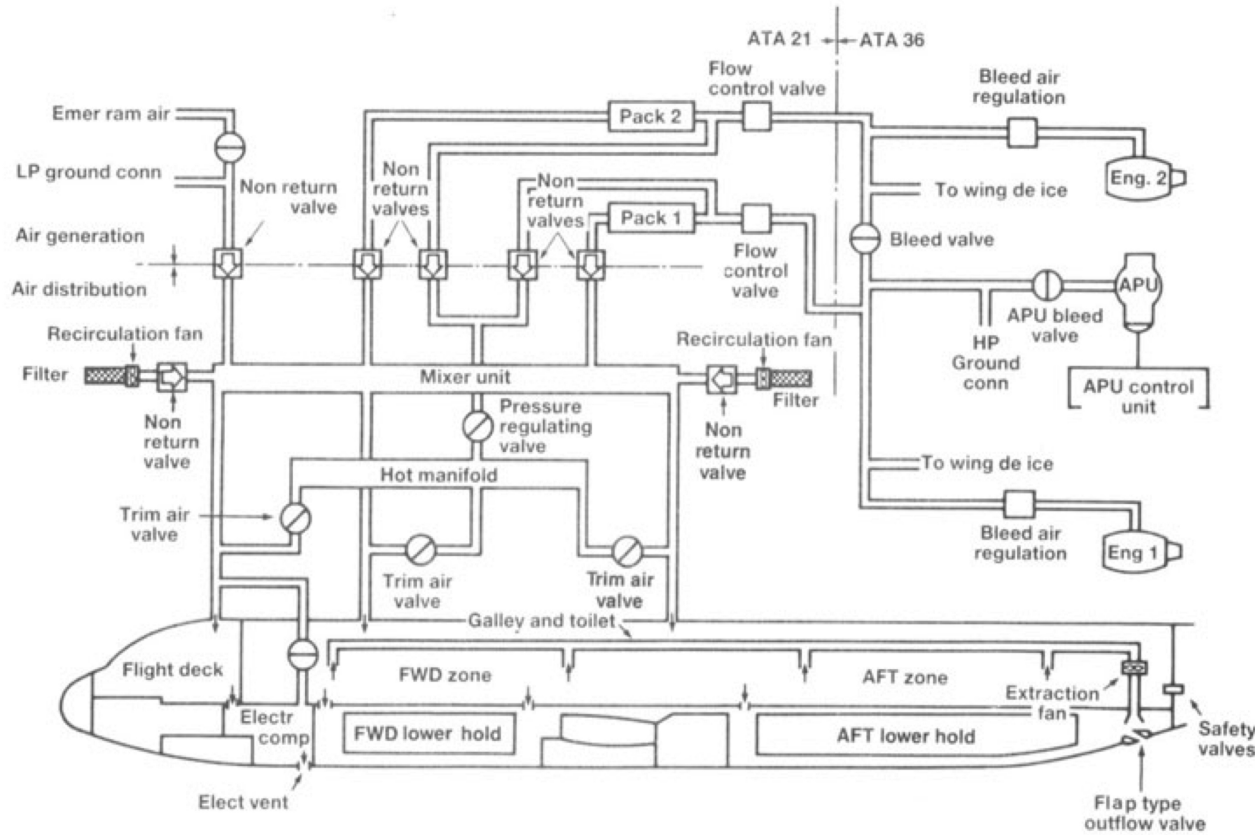 ATA 21
ATA 36
Flow
control valve
Bleed air
regulation
Emer ram air
Pack 2
LP ground conn
Non return
valve
Non
return
valves
Non
return
valves
To wing de ice
Eng. 2
Pack 1
Air generation
Bleed valve
Flow
control
valve
Air distribution
APU
APU bleed
valve
Recirculation fan
Recirculation fan
HP
Ground
conn
Filter
Mixer unit
Filter
APU control
unit
Non
return
valve
Pressure
regulating
valve
Non
return
valve
Hot manifold
To wing de ice
Trim air
valve
Bleed air
regulation
Eng 1
Trim air
valve
Trim air
valve
Galley and toilet
Flight deck
FWD zone
AFT zone
Extraction
fan
Electr
comp
FWD lower hold
AFT lower hold
Safety
valves
Elect vent
Flap type
outflow valve